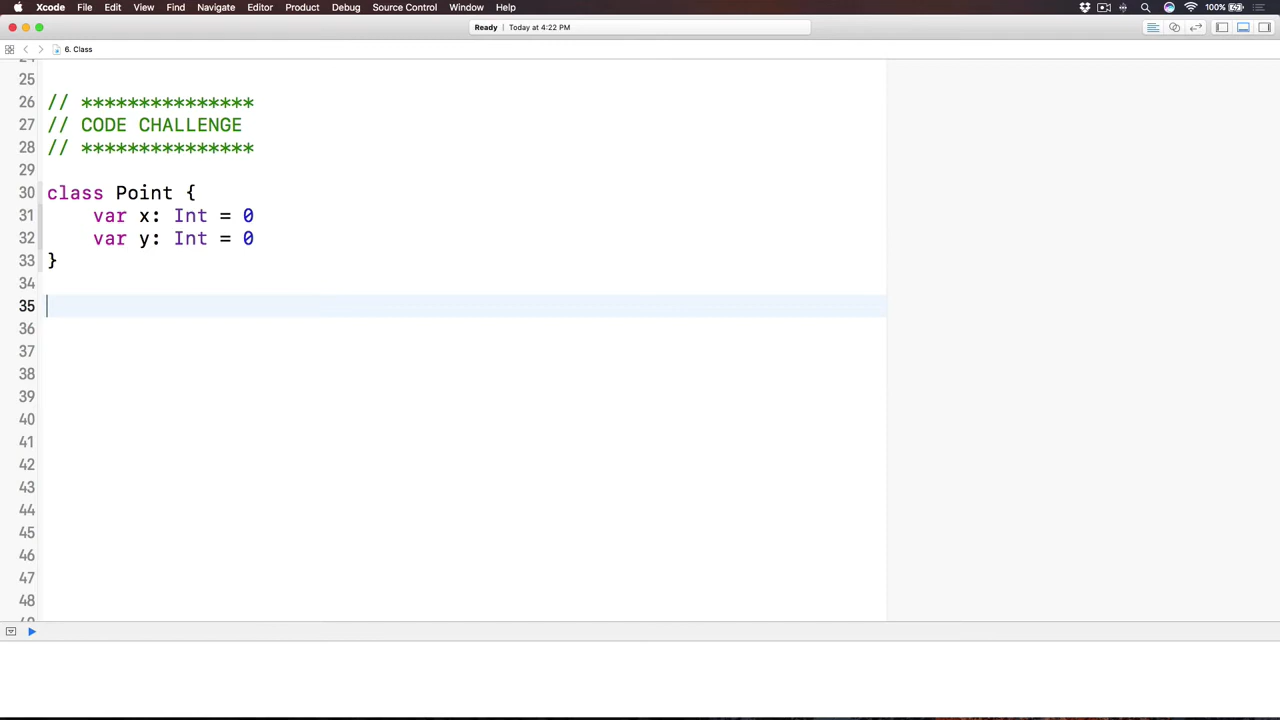 Xcode File Edit View Find Navigate Editor Product Debug Source Control Window Help 100%
Ready | Today at 4:22 PM
6. Class
24
25
26 // ***************
27 // CODE CHALLENGE
28 // ***************
29
30 class Point {
31 var x: Int = 0
32 var y: Int = 0
33 }
34
35
36
37
38
39
40
41
42
43
44
45
46
47
48
49